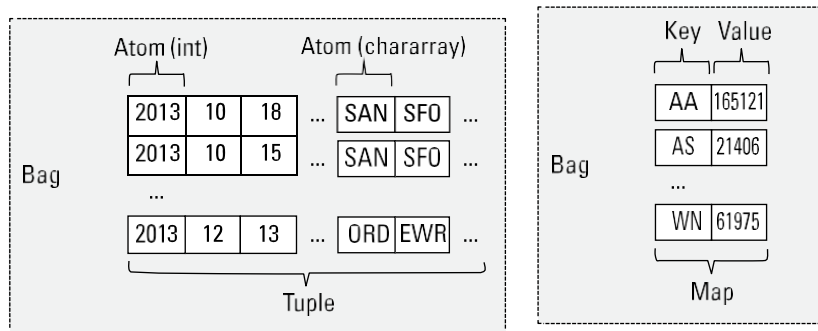 Atom (int) Atom (chararray)
2013 10 18 ... SAN SFO ...
2013 10 15 ... SAN SFO ...
Bag
...
2013 12 13 ... ORD EWR ...
Tuple
Key Value
AA 165121
AS 21406
Bag
...
WN 61975
Map